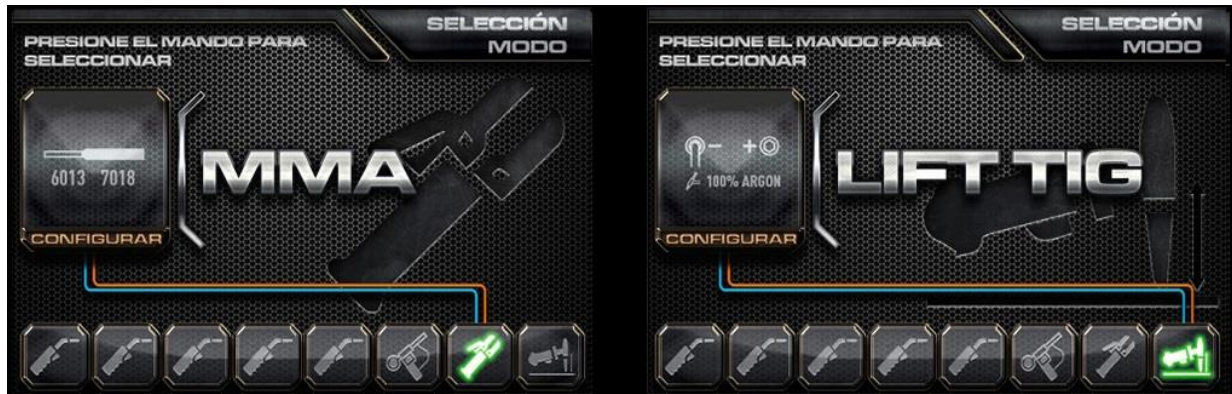 SELECCIÓN
MODO
PRESIONE EL MANDO PARA
SELECCIONAR
6013 7018
MMA
CONFIGURAR
SELECCIÓN
MODO
PRESIONE EL MANDO PARA
SELECCIONAR
- +
100% ARGON
LIFT TIG
CONFIGURAR